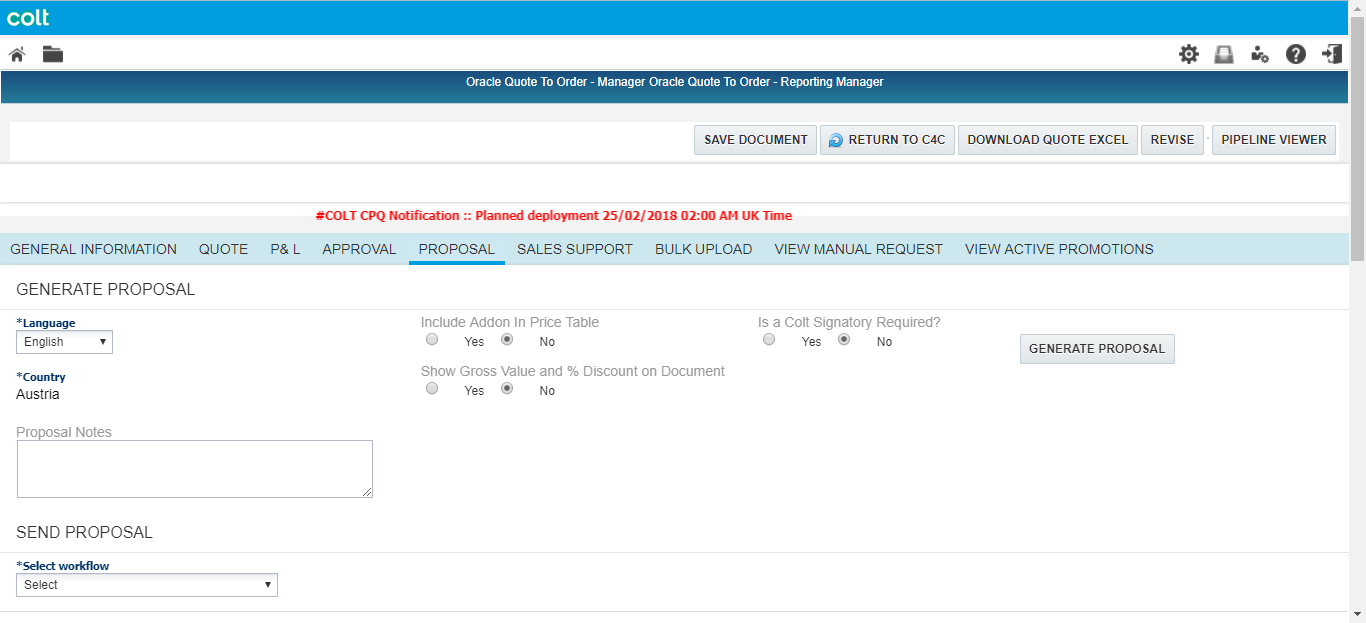 colt
Oracle Quote To Order - Manager Oracle Quote To Order - Reporting Manager
SAVE DOCUMENT RETURN TO C4C DOWNLOAD QUOTE EXCEL REVISE PIPELINE VIEWER
#COLT CPQ Notification :: Planned deployment 25/02/2018 02:00 AM UK Time
GENERAL INFORMATION QUOTE P & L APPROVAL PROPOSAL SALES SUPPORT BULK UPLOAD VIEW MANUAL REQUEST VIEW ACTIVE PROMOTIONS
GENERATE PROPOSAL
*Language
English
*Country
Austria
Proposal Notes
Include Addon In Price Table
Yes No
Show Gross Value and % Discount on Document
Yes No
Is a Colt Signatory Required?
Yes No
GENERATE PROPOSAL
SEND PROPOSAL
*Select workflow
Select